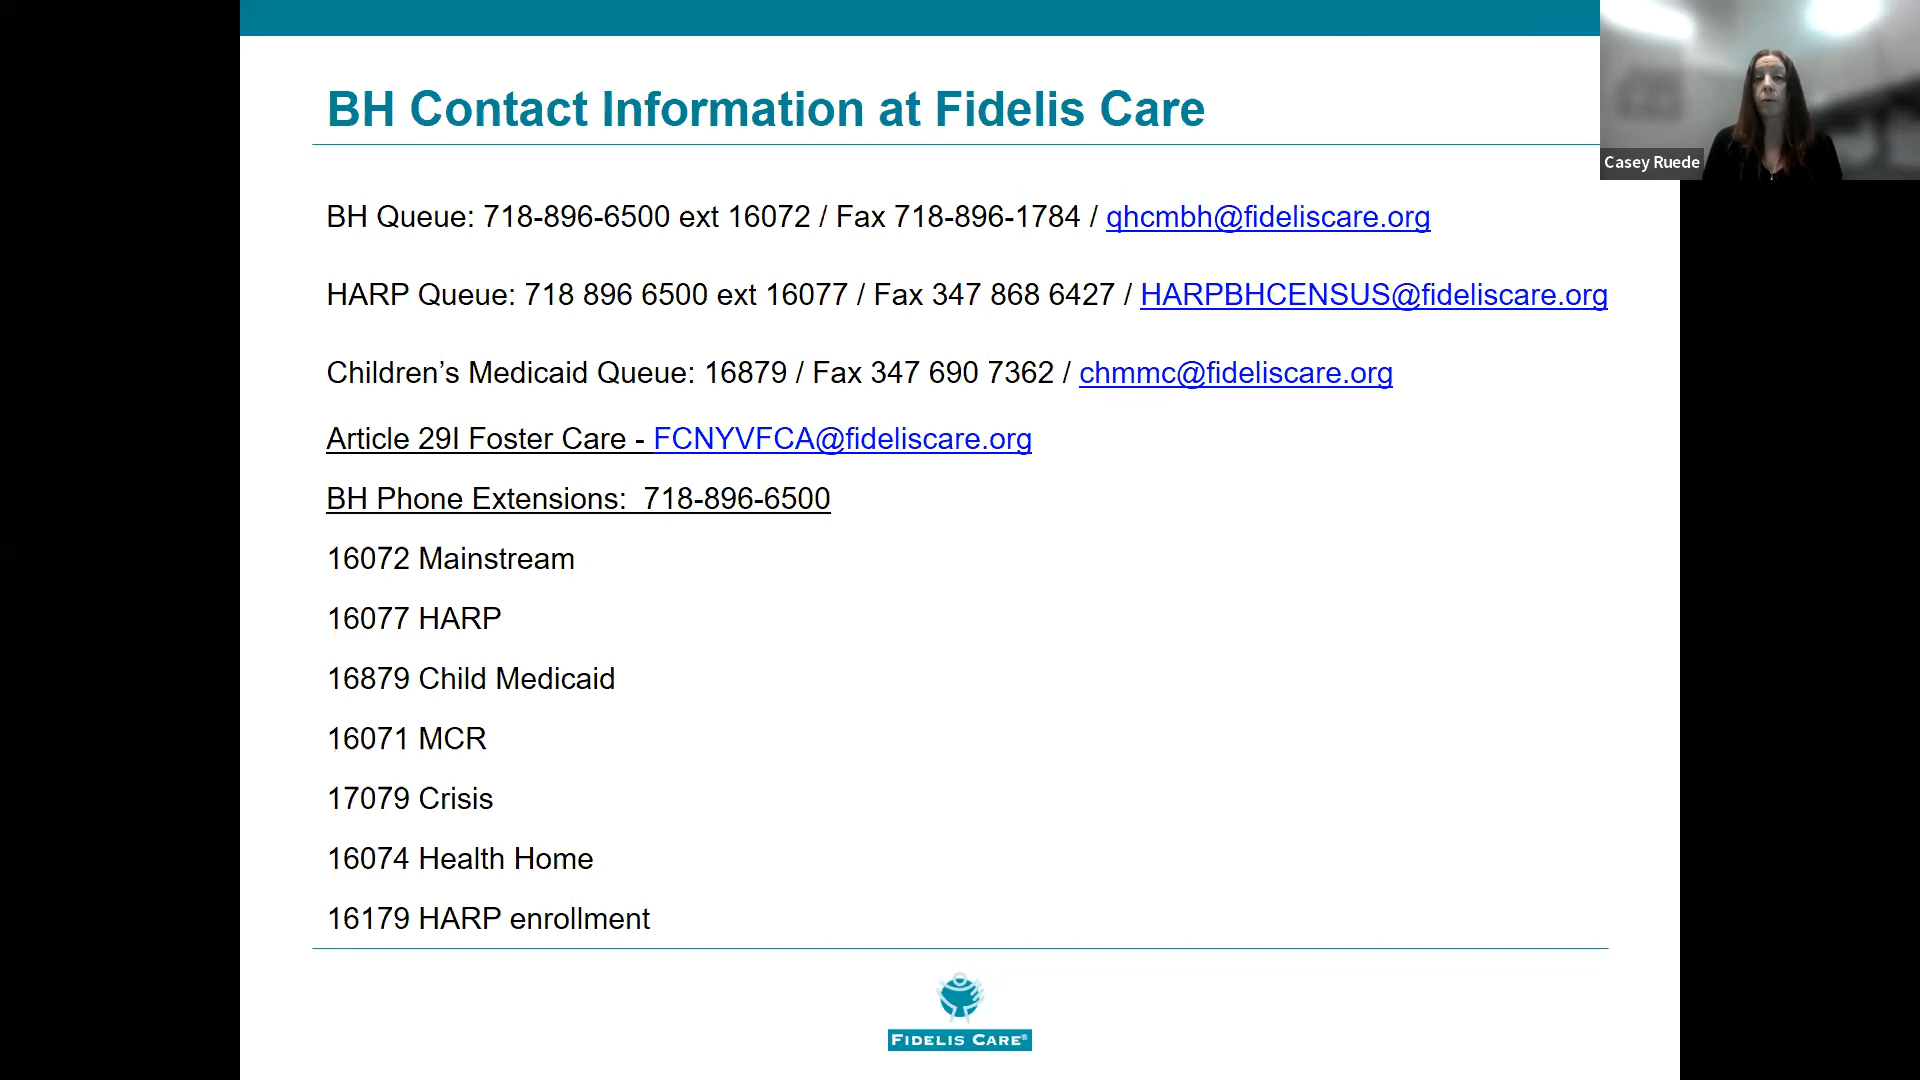 BH Contact Information at Fidelis Care
Casey Ruede
BH Queue: 718-896-6500 ext 16072 / Fax 718-896-1784 / qhcmbh@fideliscare.org
HARP Queue: 718 896 6500 ext 16077 / Fax 347 868 6427 / HARPBHCENSUS@fideliscare.org
Children’s Medicaid Queue: 16879 / Fax 347 690 7362 / chmmc@fideliscare.org
Article 29I Foster Care - FCNYVFCA@fideliscare.org
BH Phone Extensions:  718-896-6500
16072 Mainstream
16077 HARP
16879 Child Medicaid
16071 MCR
17079 Crisis
16074 Health Home
16179 HARP enrollment
FIDELIS CARE®